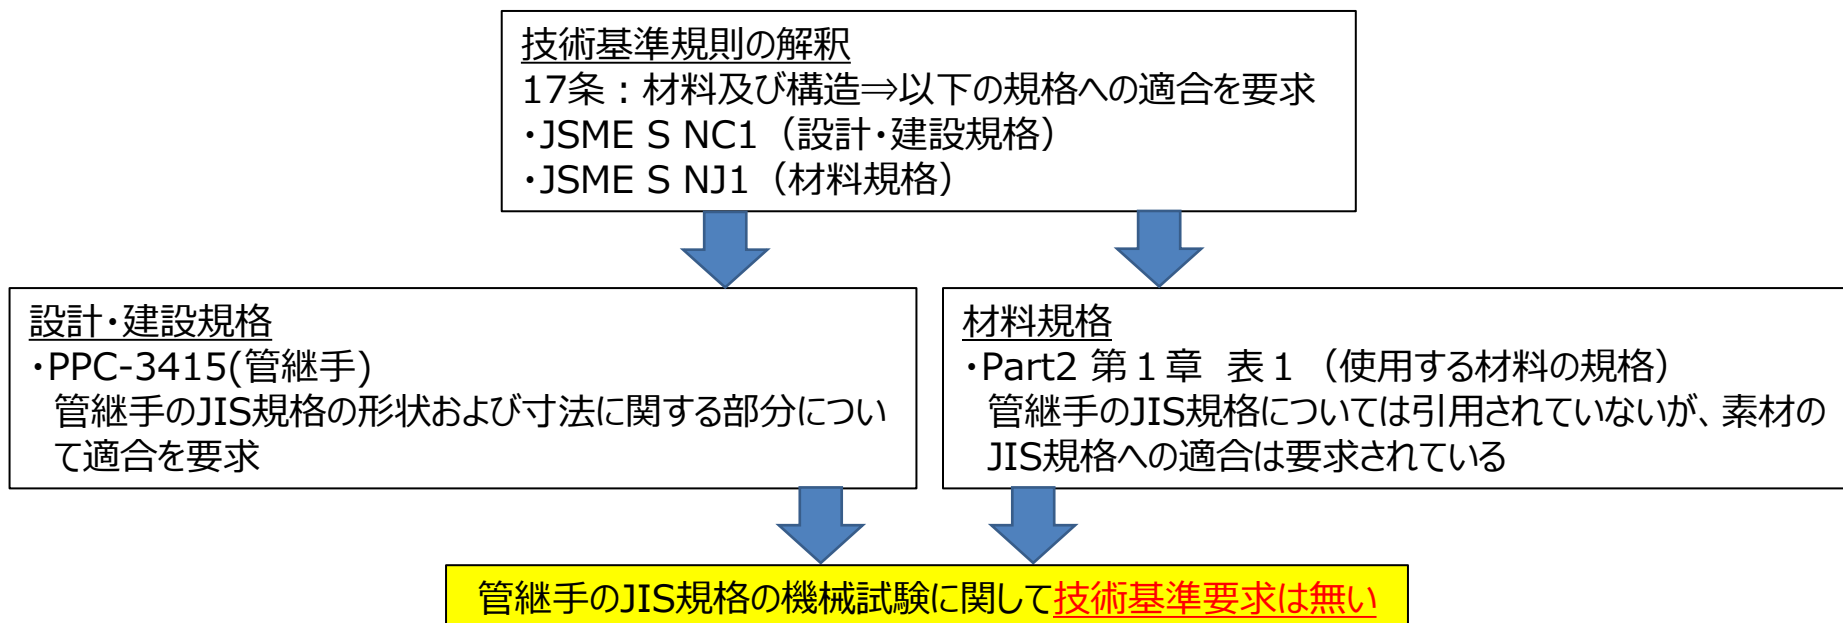 技術基準規則の解釈
17条：材料及び構造⇒以下の規格への適合を要求
・JSME S NC1（設計・建設規格）
・JSME S NJ1（材料規格）
設計・建設規格
・PPC-3415(管継手)
管継手のJIS規格の形状および寸法に関する部分につい
て適合を要求
材料規格
・Part2 第１章 表１（使用する材料の規格）
管継手のJIS規格については引用されていないが、素材の
JIS規格への適合は要求されている
管継手のJIS規格の機械試験に関して技術基準要求は無い